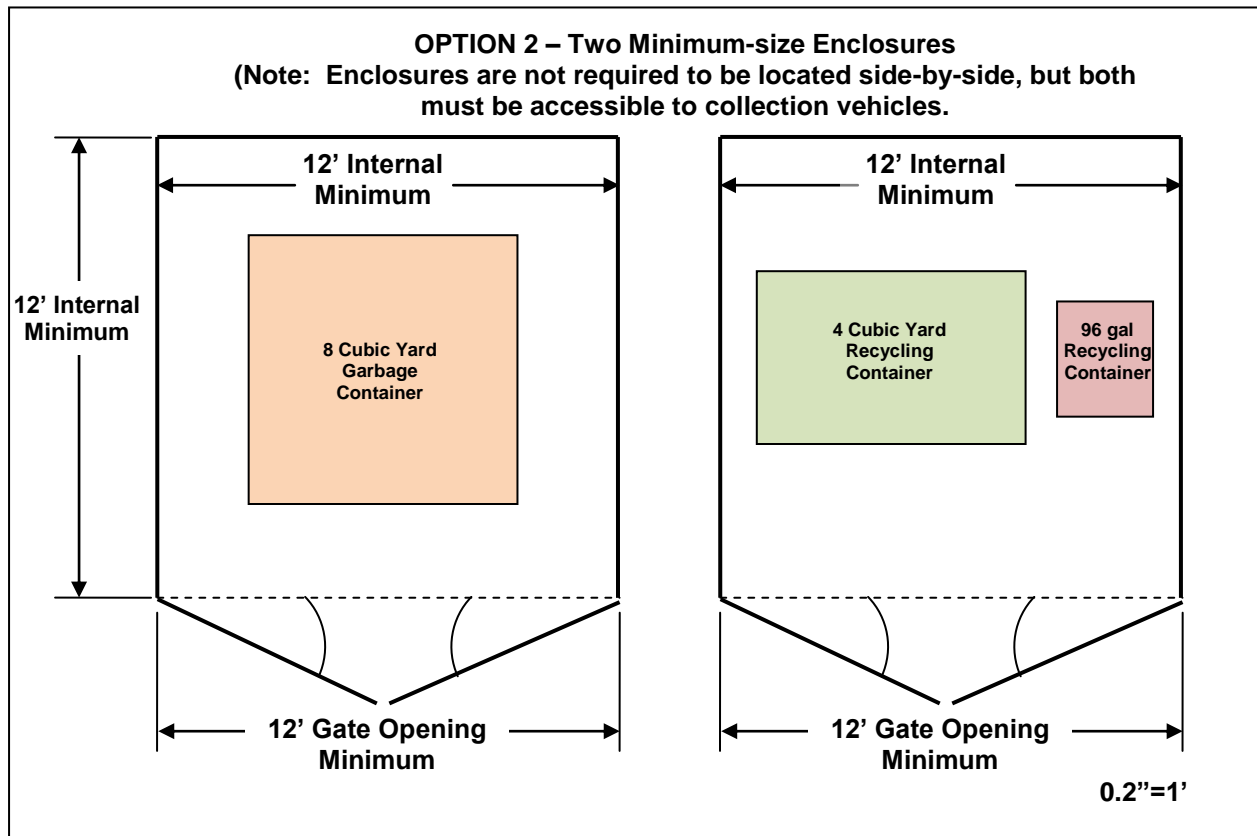 OPTION 2 – Two Minimum-size Enclosures
(Note:  Enclosures are not required to be located side-by-side, but both
must be accessible to collection vehicles.
12’ Internal
Minimum
12’ Internal
Minimum
12’ Internal
Minimum
8 Cubic Yard
Garbage
Container
4 Cubic Yard
Recycling
Container
96 gal
Recycling
Container
12’ Gate Opening
Minimum
12’ Gate Opening
Minimum
0.2”=1’